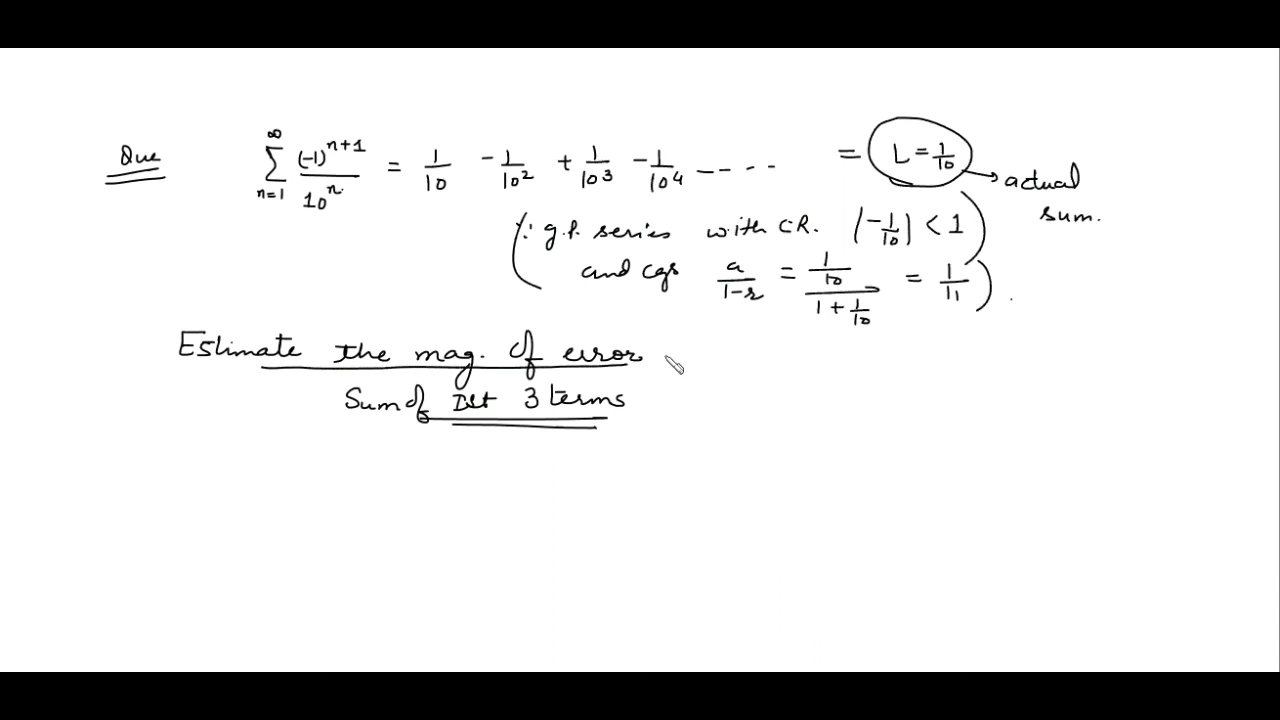 Que ∑_{n=1}^{∞} (-1)^{n+1}/10^n = 1/10 - 1/10^2 + 1/10^3 - 1/10^4 ---- = L = 1/10 → actual sum.
(∵ g.p. series with C.R. |-1/10| < 1)
and cgs a/(1-r) = (1/10)/(1+1/10) = 1/11).
Estimate the mag. of error
Sum of Ist 3 terms